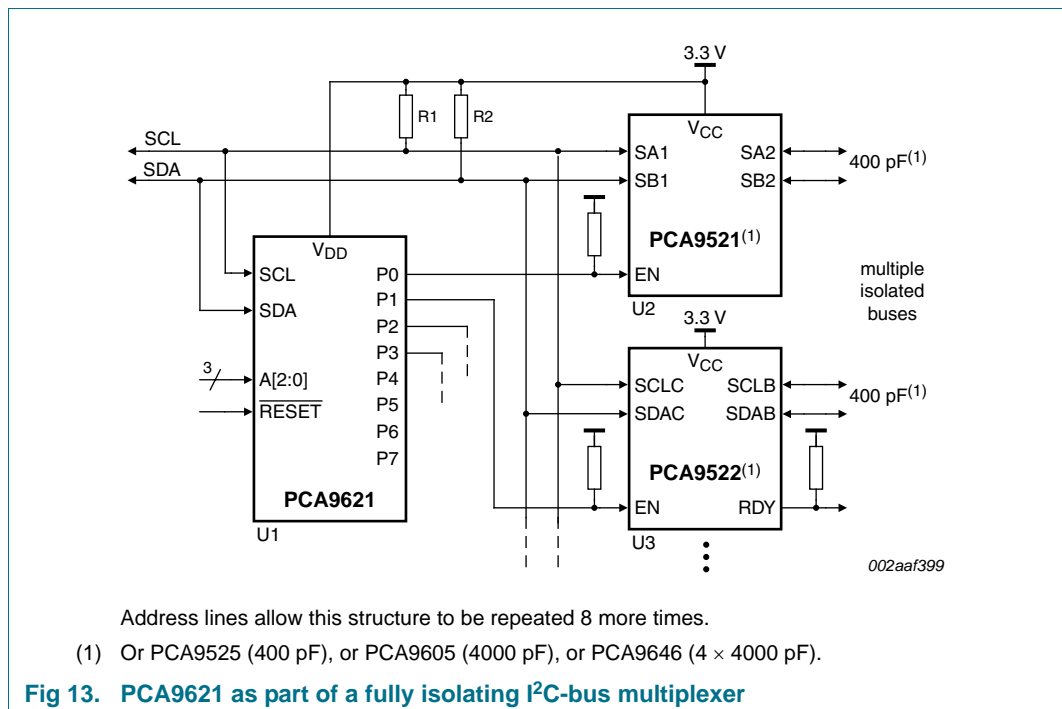 3.3 V
R1
R2
SCL
SDA
VCC
SA1
SA2
SB1
SB2
400 pF(1)
PCA9521(1)
EN
U2
VDD
SCL
SDA
3
A[2:0]
RESET
P0
P1
P2
P3
P4
P5
P6
P7
PCA9621
U1
multiple
isolated
buses
3.3 V
VCC
SCLC
SCLB
SDAC
SDAB
400 pF(1)
PCA9522(1)
EN
RDY
U3
002aaf399
Address lines allow this structure to be repeated 8 more times.
(1) Or PCA9525 (400 pF), or PCA9605 (4000 pF), or PCA9646 (4 × 4000 pF).
Fig 13. PCA9621 as part of a fully isolating I²C-bus multiplexer